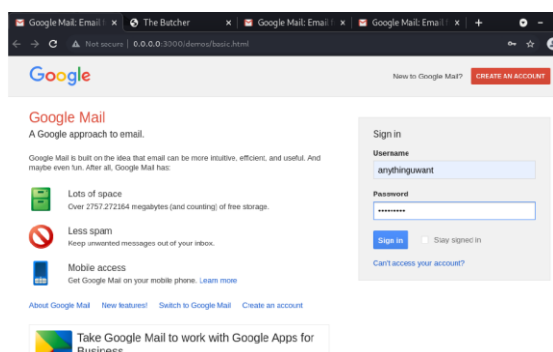 Google Mail: Email f
The Butcher
Google Mail: Email f
Google Mail: Email f
Not secure | 0.0.0.0:3000/demos/basic.html
Google
New to Google Mail?
CREATE AN ACCOUNT
Google Mail
A Google approach to email.
Google Mail is built on the idea that email can be more intuitive, efficient, and useful. And
maybe even fun. After all, Google Mail has:
Lots of space
Over 2757.272164 megabytes (and counting) of free storage.
Less spam
Keep unwanted messages out of your inbox.
Mobile access
Get Google Mail on your mobile phone. Learn more
About Google Mail New features! Switch to Google Mail Create an account
Take Google Mail to work with Google Apps for
Business
Sign in
Username
anythinguwant
Password
•••••••••
Sign in
Stay signed in
Can't access your account?